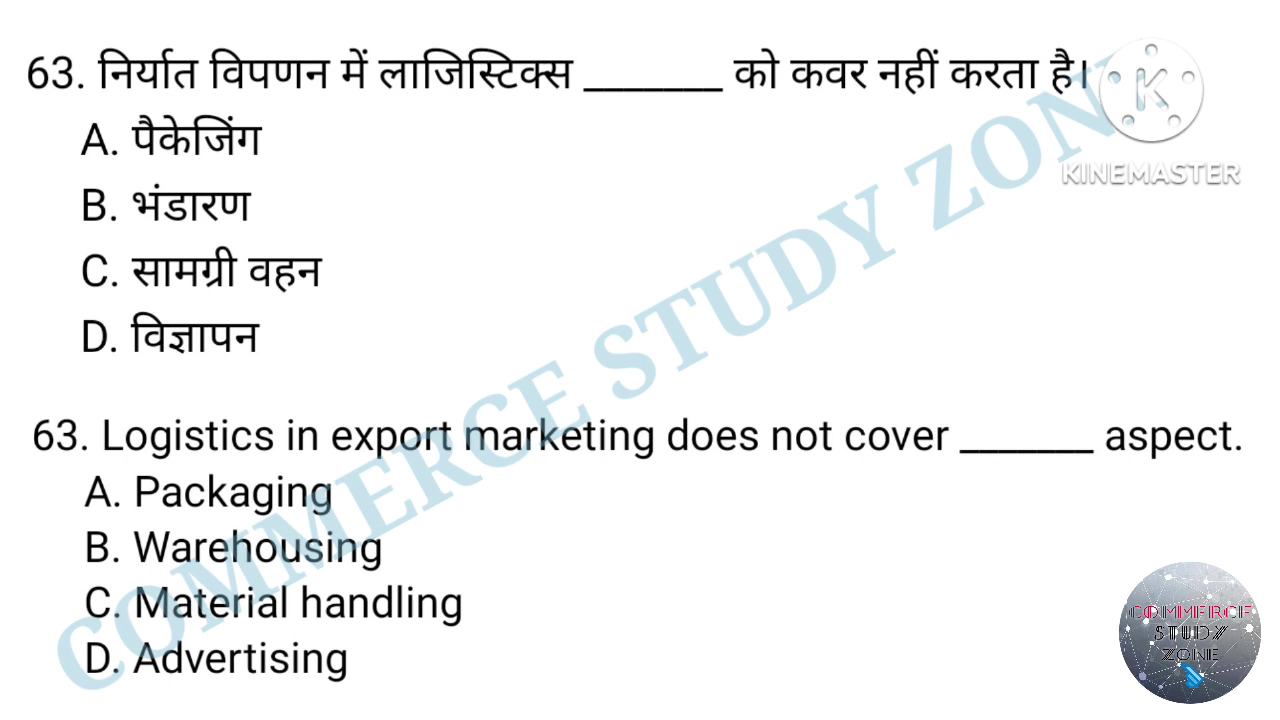 63. निर्यात विपणन में लाजिस्टिक्स _______ को कवर नहीं करता है।
A. पैकेजिंग
B. भंडारण
C. सामग्री वहन
D. विज्ञापन
63. Logistics in export marketing does not cover _______ aspect.
A. Packaging
B. Warehousing
C. Material handling
D. Advertising
COMMERCE STUDY ZON
K
KINEMASTER
COMMERCE
STUDY
ZONE